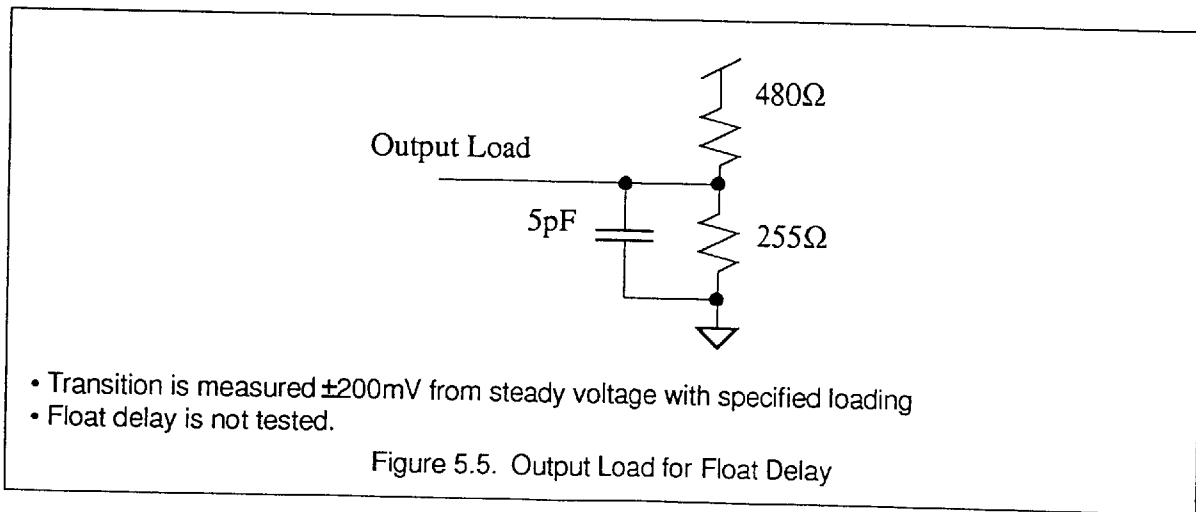 480Ω
Output Load
5pF
255Ω
• Transition is measured ±200mV from steady voltage with specified loading
• Float delay is not tested.
Figure 5.5. Output Load for Float Delay